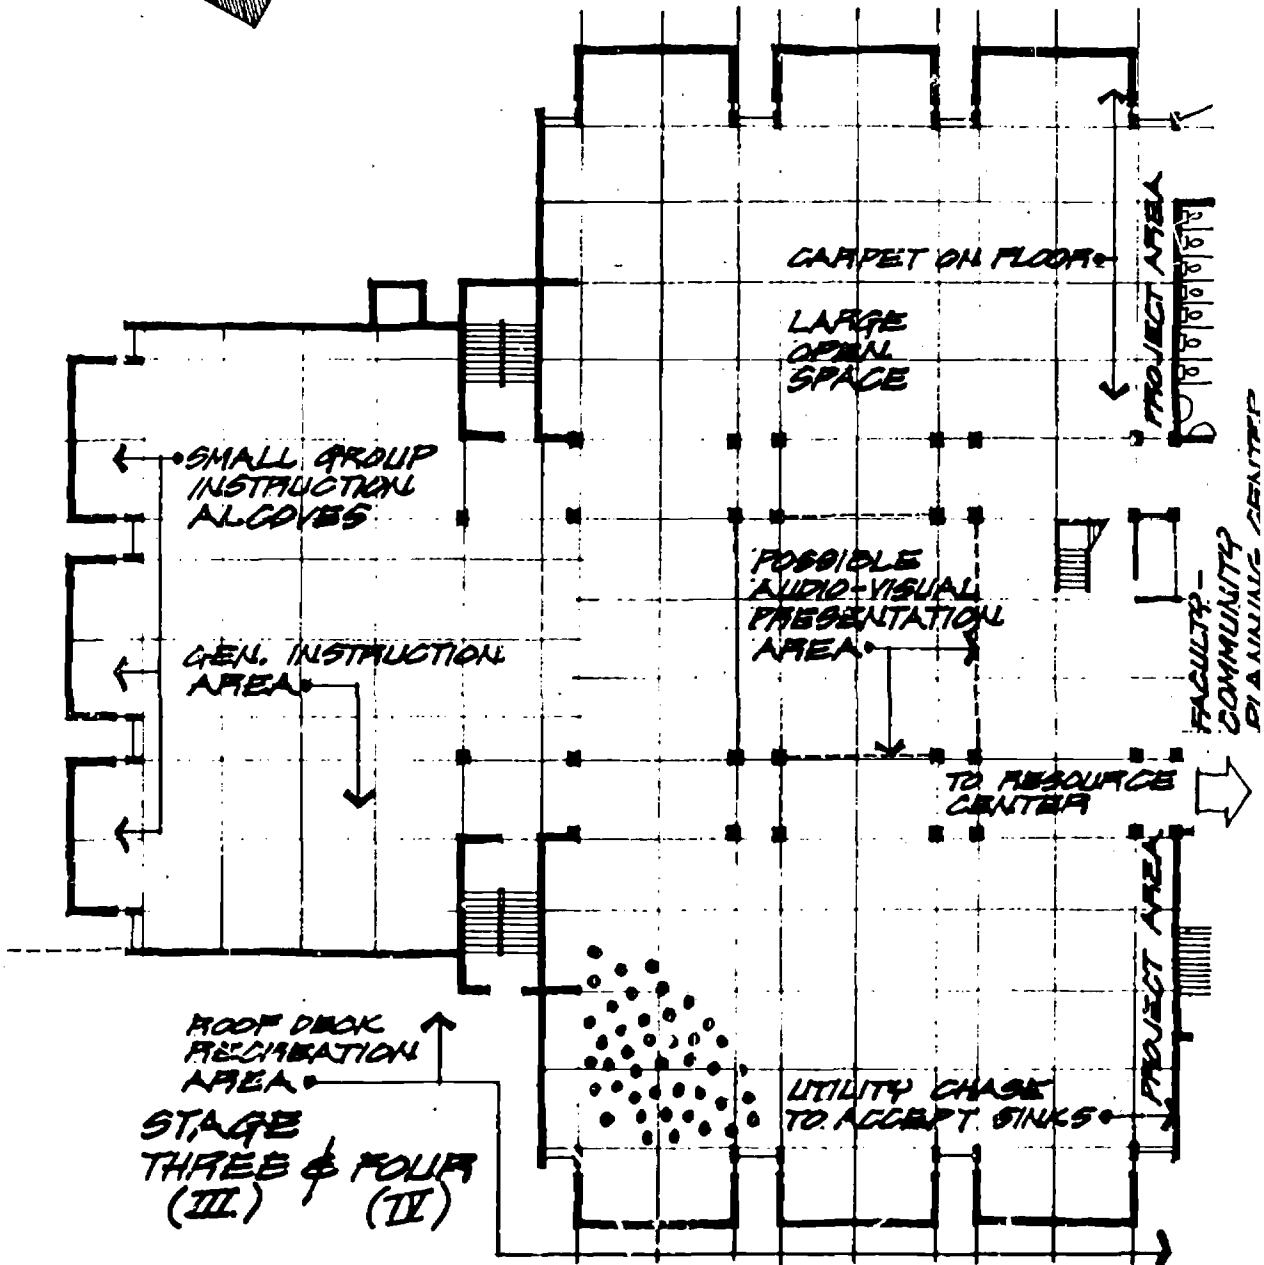 CARPET ON FLOOR
PROJECT AREA
LARGE
OPEN
SPACE
SMALL GROUP
INSTRUCTION
ALCOVES
POSSIBLE
AUDIO-VISUAL
PRESENTATION
AREA
FACULTY-
COMMUNITY
PLANNING CENTER
GEN. INSTRUCTION
AREA
TO RESOURCE
CENTER
PROJECT AREA
ROOF DECK
RECREATION
AREA
UTILITY CHASE
TO ACCEPT SINKS
STAGE
THREE & FOUR
(III.) (IV)